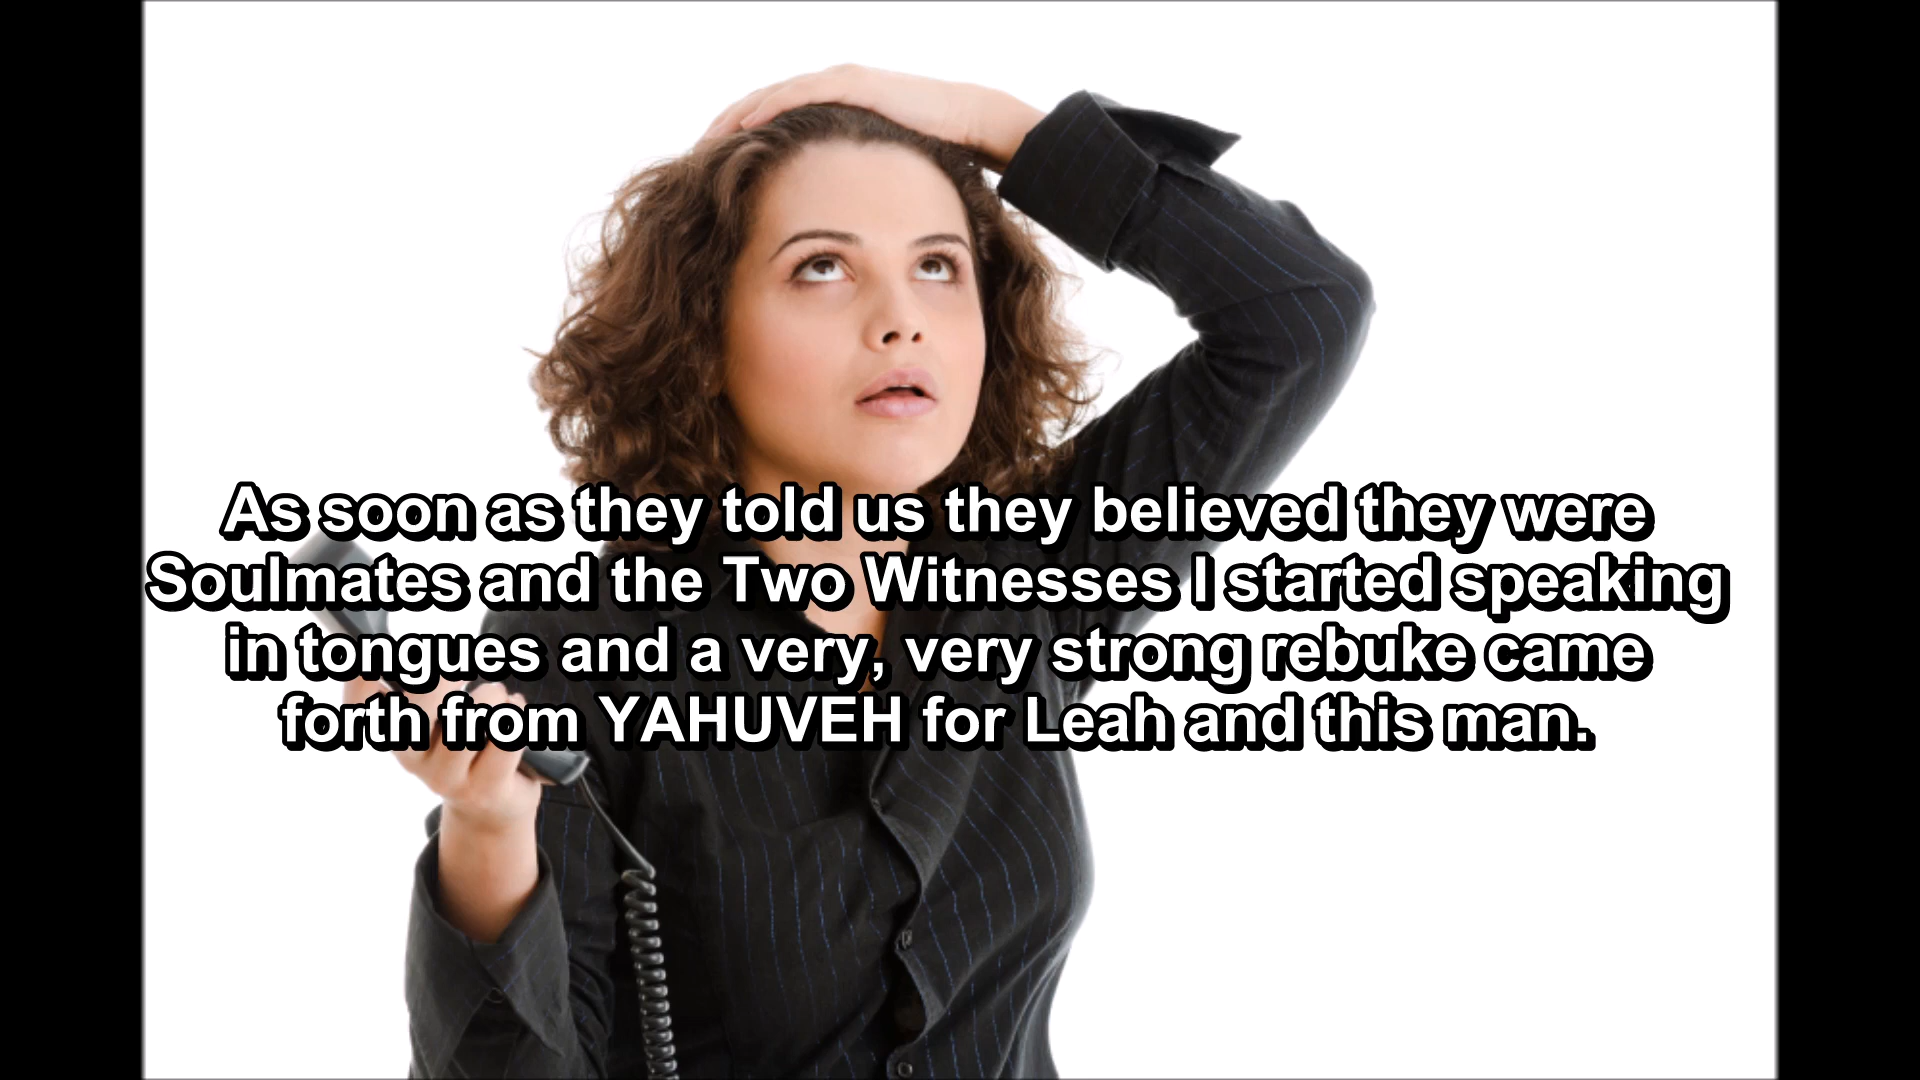 As soon as they told us they believed they were
Soulmates and the Two Witnesses I started speaking
in tongues and a very, very strong rebuke came
forth from YAHUVEH for Leah and this man.